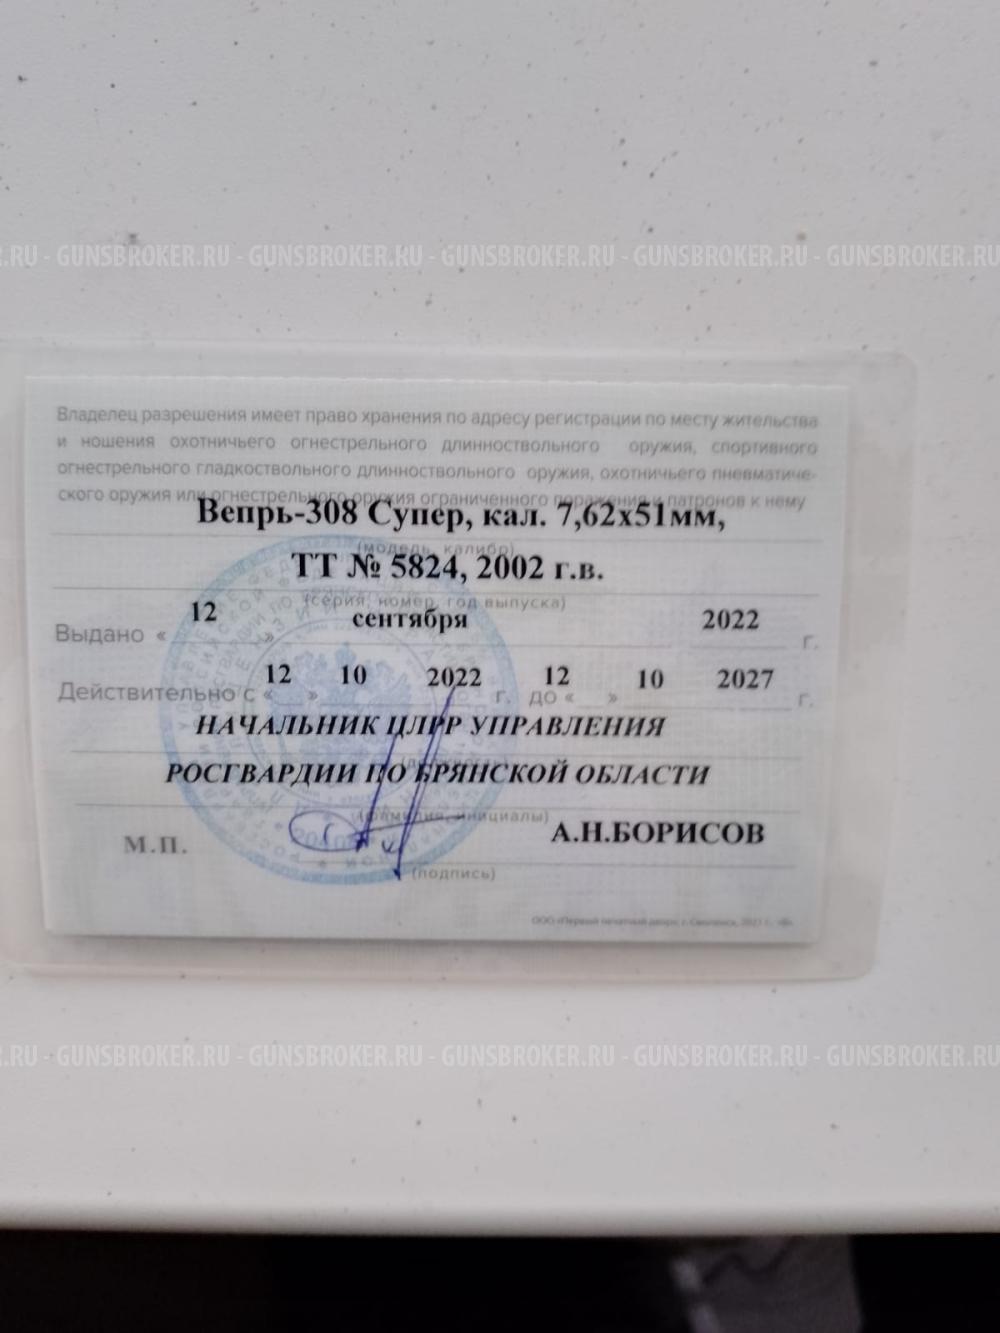 .RU - GUNSBROKER.RU - GUNSBROKER.RU - GUNSBROKER.RU - GUNSBROKER.RU - GUNSBROKER.RU
Владелец разрешения имеет право хранения по адресу регистрации по месту жительства
и ношения охотничьего огнестрельного длинноствольного оружия, спортивного
огнестрельного гладкоствольного длинноствольного оружия, охотничьего пневматиче-
ского оружия или огнестрельного оружия ограниченного поражения и патронов к нему
Вепрь-308 Супер, кал. 7,62х51мм,
(модель, калибр)
ТТ № 5824, 2002 г.в.
(серия, номер, год выпуска)
Выдано « 12 » сентября 2022 г.
Действительно с « 12 » 10 2022 г. до « 12 » 10 2027 г.
НАЧАЛЬНИК ЦЛРР УПРАВЛЕНИЯ
(должность)
РОСГВАРДИИ ПО БРЯНСКОЙ ОБЛАСТИ
(фамилия, инициалы)
М.П. А.Н.БОРИСОВ
(подпись)
.RU - GUNSBROKER.RU - GUNSBROKER.RU - GUNSBROKER.RU - GUNSBROKER.RU - GUNSBROKER.RU